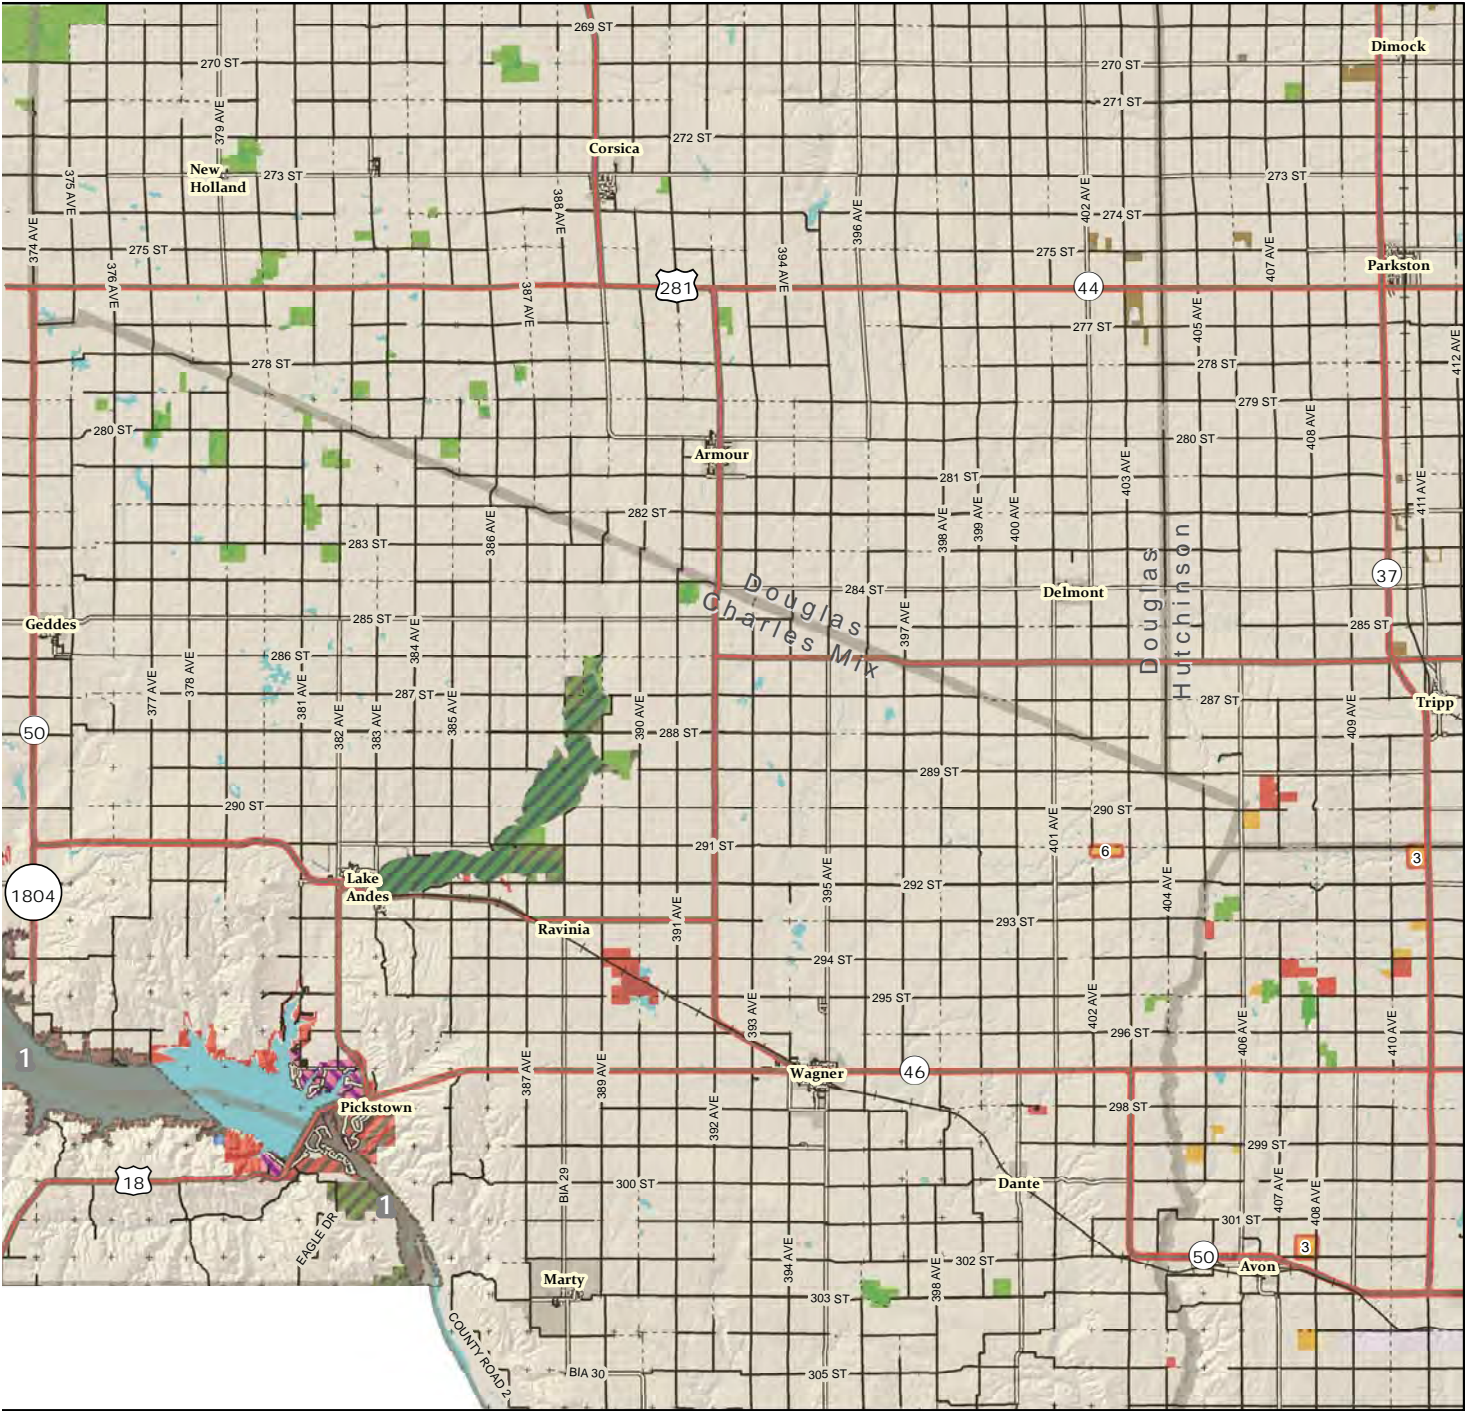 269 ST
Dimock
270 ST
270 ST
271 ST
379 AVE
272 ST
Corsica
New
Holland
273 ST
273 ST
375 AVE
388 AVE
402 AVE
396 AVE
274 ST
374 AVE
275 ST
275 ST
394 AVE
407 AVE
Parkston
376 AVE
281
44
387 AVE
277 ST
405 AVE
412 AVE
278 ST
278 ST
279 ST
280 ST
280 ST
408 AVE
Armour
281 ST
403 AVE
411 AVE
282 ST
386 AVE
398 AVE
399 AVE
400 AVE
283 ST
Douglas
Hutchinson
37
Douglas
Charles Mix
284 ST
Delmont
Geddes
285 ST
285 ST
384 AVE
397 AVE
286 ST
377 AVE
378 AVE
381 AVE
287 ST
287 ST
Tripp
382 AVE
383 AVE
385 AVE
390 AVE
409 AVE
50
288 ST
289 ST
290 ST
290 ST
401 AVE
291 ST
6
3
Lake
Andes
1804
395 AVE
292 ST
404 AVE
391 AVE
293 ST
Ravinia
294 ST
295 ST
393 AVE
402 AVE
296 ST
406 AVE
410 AVE
1
387 AVE
389 AVE
Wagner
46
Pickstown
392 AVE
298 ST
299 ST
18
BIA 29
300 ST
Dante
407 AVE
408 AVE
1
301 ST
EAGLE DR
3
394 AVE
302 ST
50
Avon
Marty
398 AVE
303 ST
COUNTY ROAD 2
BIA 30
305 ST